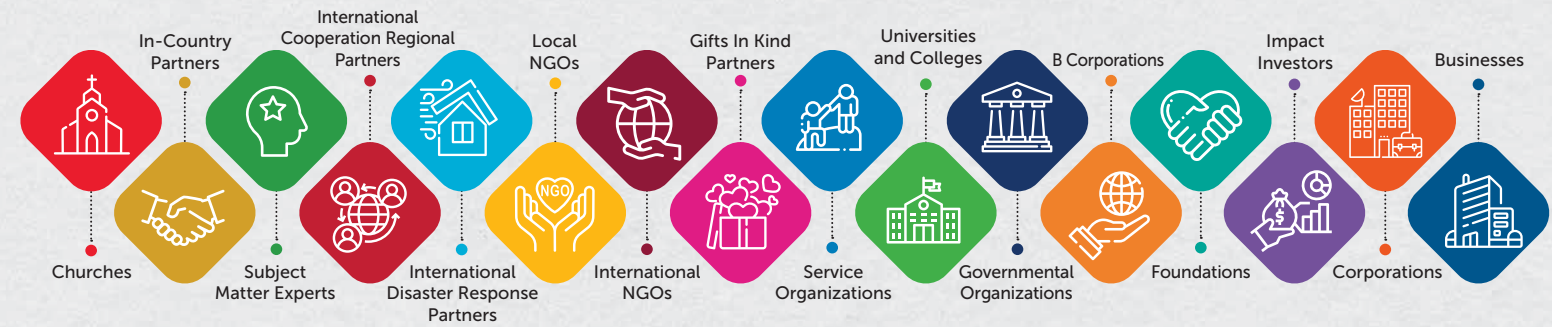 Churches
In-Country
Partners
Subject
Matter Experts
International
Cooperation Regional
Partners
International
Disaster Response
Partners
Local
NGOs
NGO
International
NGOs
Gifts In Kind
Partners
Service
Organizations
Universities
and Colleges
Governmental
Organizations
B Corporations
Foundations
Impact
Investors
$
Corporations
Businesses